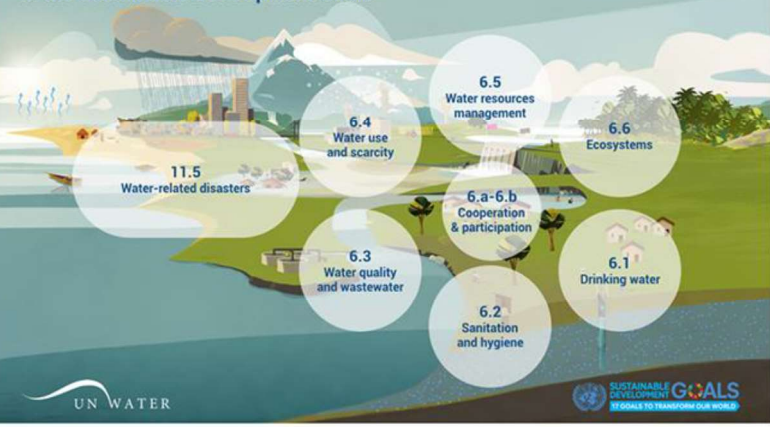 6.5
Water resources
management
6.4
Water use
and scarcity
6.6
Ecosystems
11.5
Water-related disasters
6.a-6.b
Cooperation
& participation
6.3
Water quality
and wastewater
6.1
Drinking water
6.2
Sanitation
and hygiene
UN WATER
SUSTAINABLE
DEVELOPMENT GOALS
17 GOALS TO TRANSFORM OUR WORLD